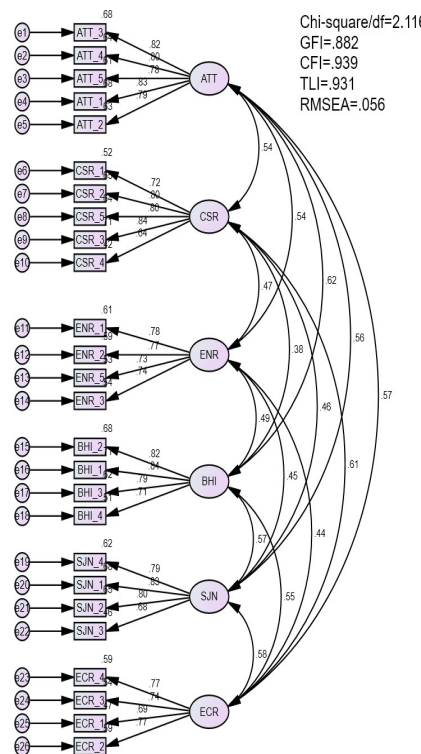 Chi-square/df=2.116
GFI=.882
CFI=.939
TLI=.931
RMSEA=.056
.68
e1 ATT_3 .82
e2 ATT_4 .80
e3 ATT_5 .78 ATT
e4 ATT_1 .83
e5 ATT_2 .79
.54
.52
e6 CSR_1 .72
e7 CSR_2 .80
e8 CSR_5 .80 CSR .54
e9 CSR_3 .84
e10 CSR_4 .64
.47 .62
.61
e11 ENR_1 .78
e12 ENR_2 .77 ENR .38 .56
e13 ENR_5 .73
e14 ENR_3 .74
.57
.46
.49
.68
e15 BHI_2 .82
e16 BHI_1 .84 .45 .61
e17 BHI_3 .79 BHI
e18 BHI_4 .71
.44
.57
.62
e19 SJN_4 .79
e20 SJN_1 .83 .55
e21 SJN_2 .80 SJN
e22 SJN_3 .68
.58
.59
e23 ECR_4 .77
e24 ECR_3 .74 ECR
e25 ECR_1 .69
e26 ECR_2 .77